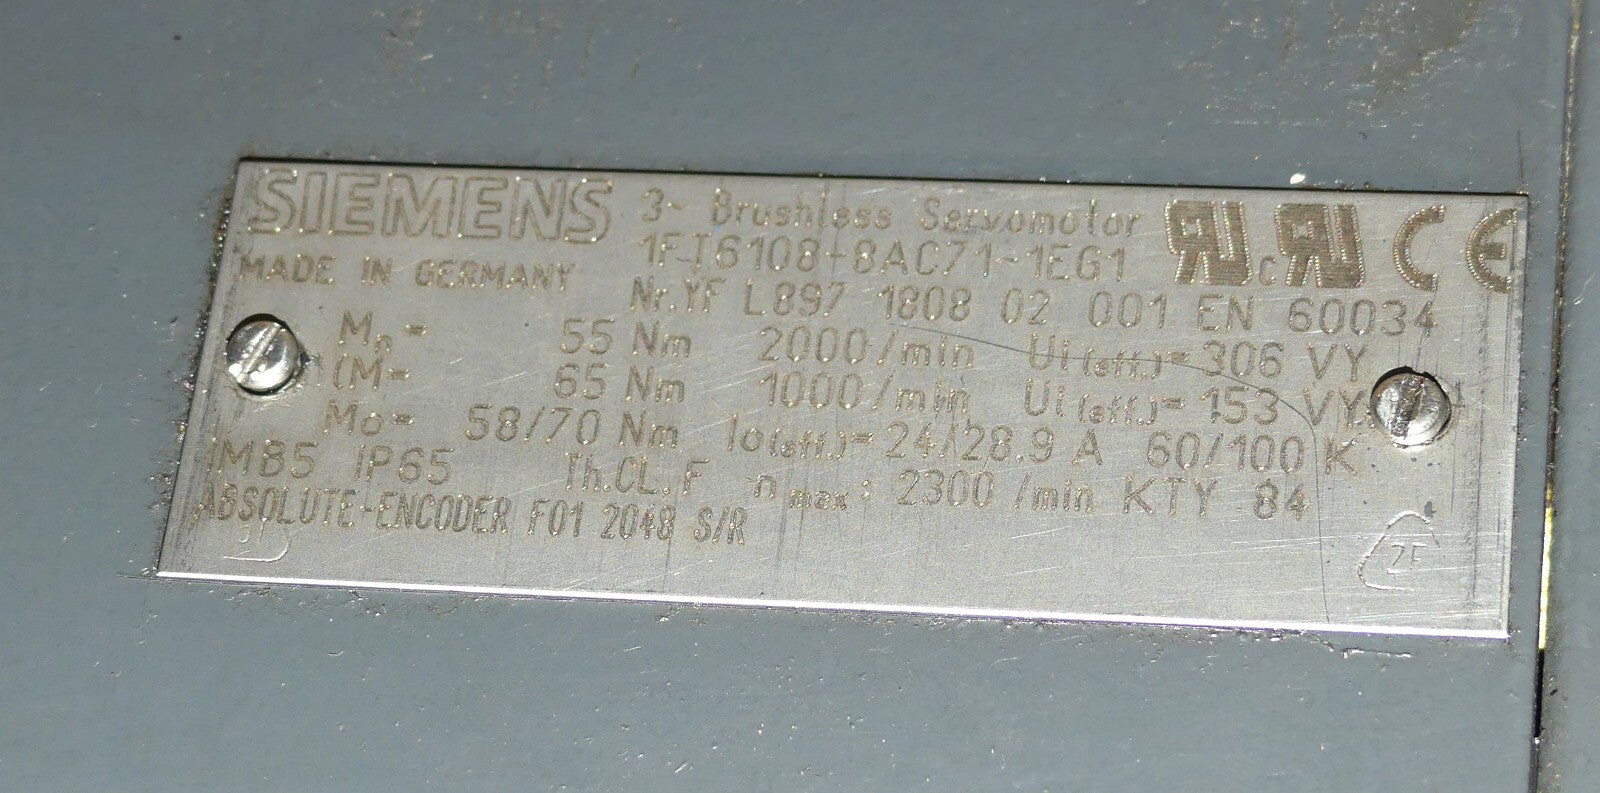 SIEMENS 3~ Brushless Servomotor
1FT6108-8AC71-1EG1
MADE IN GERMANY
Nr.YF L897 1808 02 001 EN 60034
Mn= 55 Nm 2000/min Ui(eff.)=306 VY
(M= 65 Nm 1000/min Ui(eff.)=153 VY
Mo= 58/70 Nm Io(eff.)=24/28.9 A 60/100 K
IMB5 IP65 Th.CL.F nmax: 2300/min KTY 84
ABSOLUTE-ENCODER F01 2048 S/R
2F